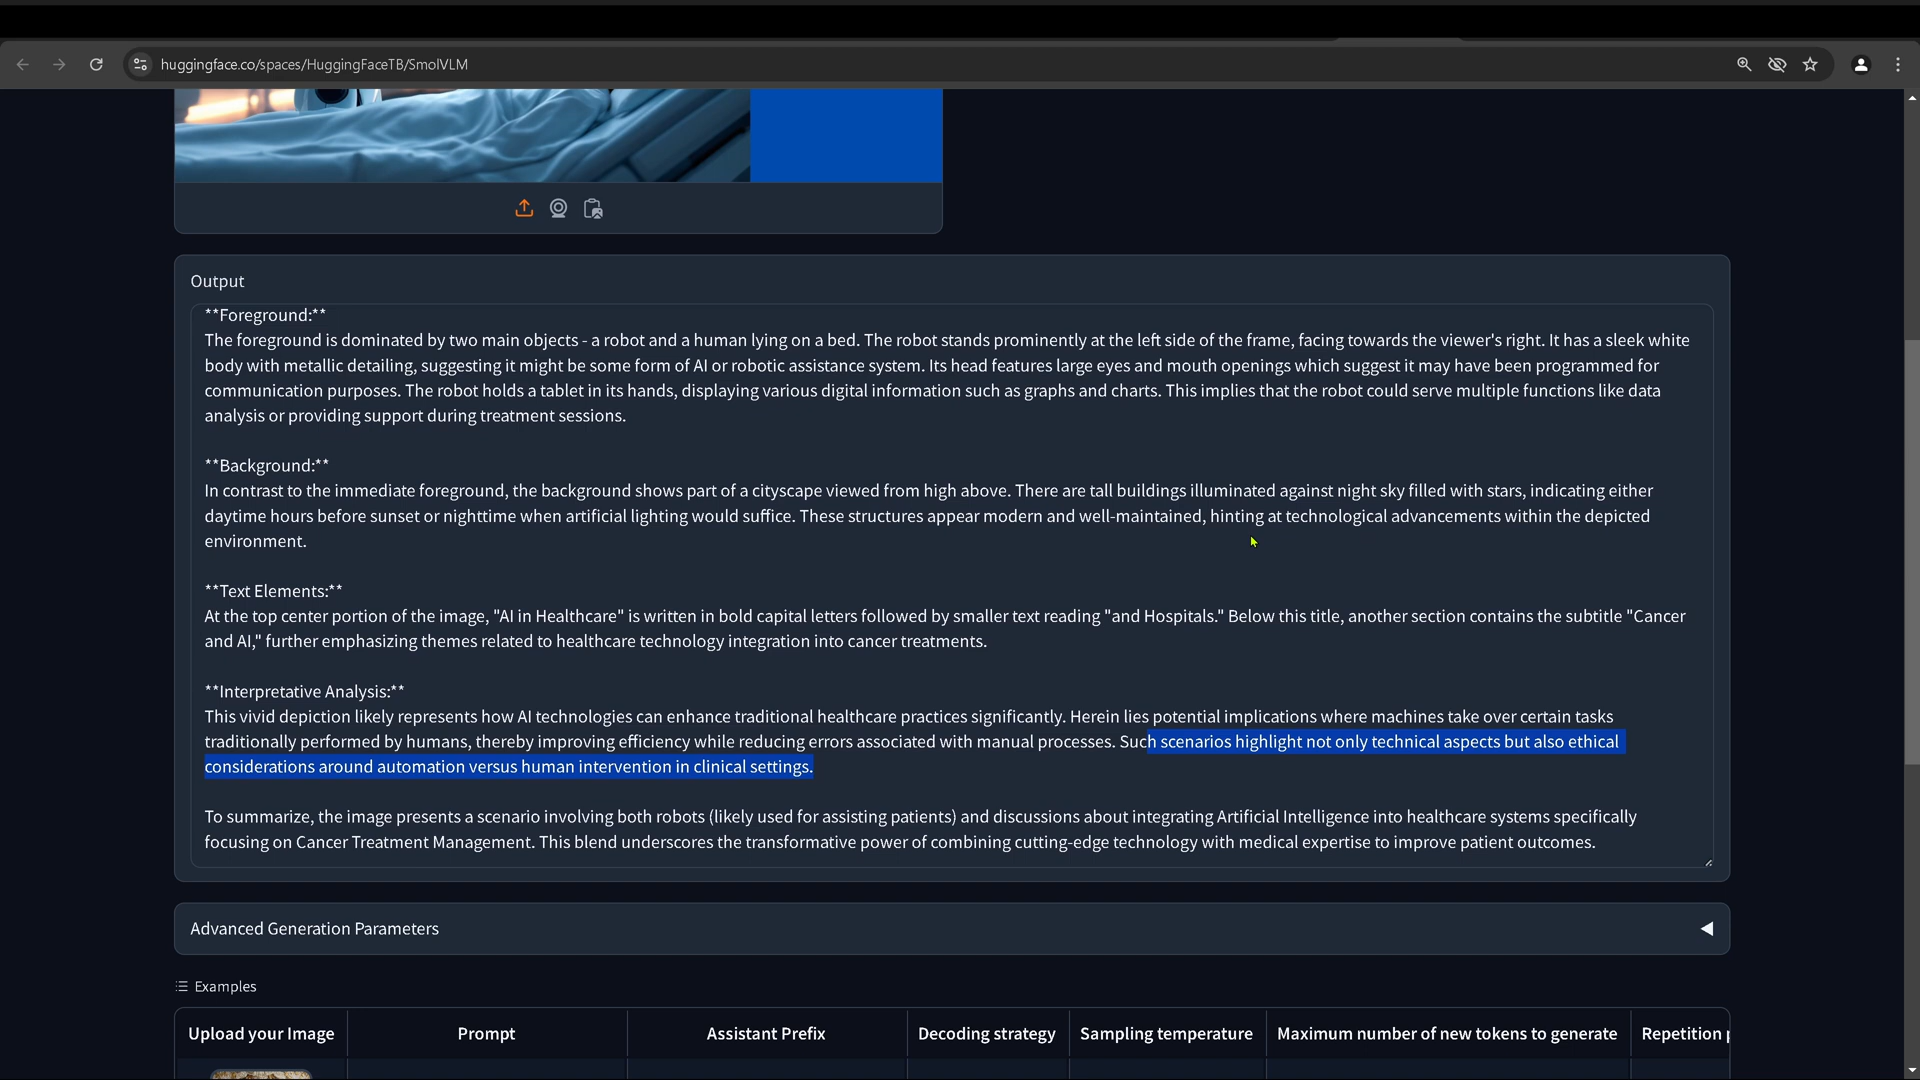 huggingface.co/spaces/HuggingFaceTB/SmolVLM
Output
**Foreground:**
The foreground is dominated by two main objects - a robot and a human lying on a bed. The robot stands prominently at the left side of the frame, facing towards the viewer's right. It has a sleek white
body with metallic detailing, suggesting it might be some form of AI or robotic assistance system. Its head features large eyes and mouth openings which suggest it may have been programmed for
communication purposes. The robot holds a tablet in its hands, displaying various digital information such as graphs and charts. This implies that the robot could serve multiple functions like data
analysis or providing support during treatment sessions.
**Background:**
In contrast to the immediate foreground, the background shows part of a cityscape viewed from high above. There are tall buildings illuminated against night sky filled with stars, indicating either
daytime hours before sunset or nighttime when artificial lighting would suffice. These structures appear modern and well-maintained, hinting at technological advancements within the depicted
environment.
**Text Elements:**
At the top center portion of the image, "AI in Healthcare" is written in bold capital letters followed by smaller text reading "and Hospitals." Below this title, another section contains the subtitle "Cancer
and AI," further emphasizing themes related to healthcare technology integration into cancer treatments.
**Interpretative Analysis:**
This vivid depiction likely represents how AI technologies can enhance traditional healthcare practices significantly. Herein lies potential implications where machines take over certain tasks
traditionally performed by humans, thereby improving efficiency while reducing errors associated with manual processes. Such scenarios highlight not only technical aspects but also ethical
considerations around automation versus human intervention in clinical settings.
To summarize, the image presents a scenario involving both robots (likely used for assisting patients) and discussions about integrating Artificial Intelligence into healthcare systems specifically
focusing on Cancer Treatment Management. This blend underscores the transformative power of combining cutting-edge technology with medical expertise to improve patient outcomes.
Advanced Generation Parameters
Examples
Upload your Image Prompt Assistant Prefix Decoding strategy Sampling temperature Maximum number of new tokens to generate Repetition p